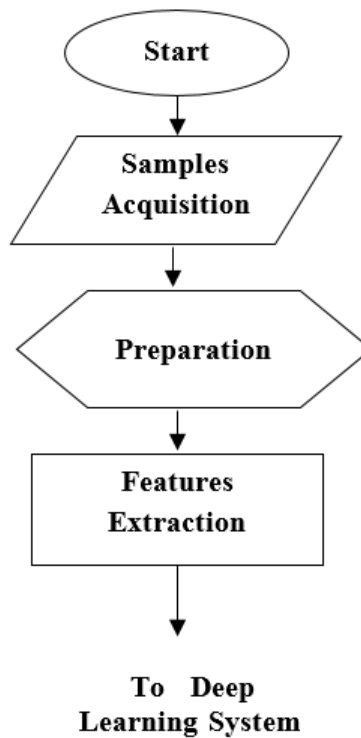 Start
Samples
Acquisition
Preparation
Features
Extraction
To Deep
Learning System